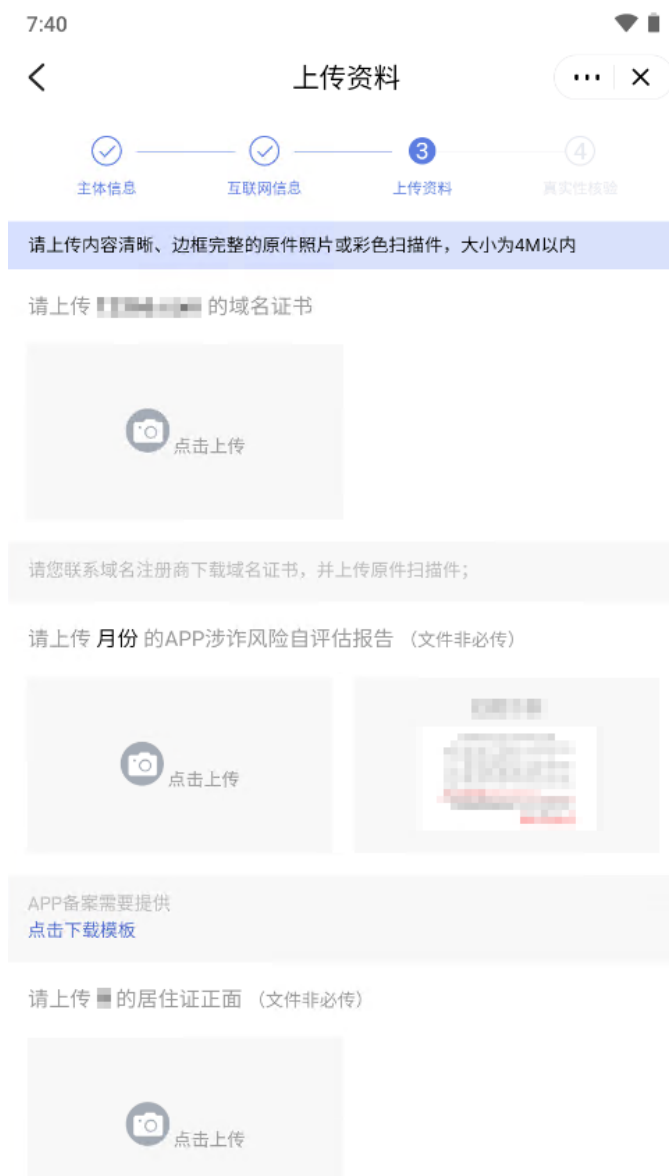 7:40
上传资料
3
4
主体信息
互联网信息
上传资料
真实性核验
请上传内容清晰、边框完整的原件照片或彩色扫描件，大小为4M以内
请上传 的域名证书
点击上传
请您联系域名注册商下载域名证书，并上传原件扫描件；
请上传 月份 的APP涉诈风险自评估报告 （文件非必传）
点击上传
APP备案需要提供
点击下载模板
请上传 的居住证正面 （文件非必传）
点击上传